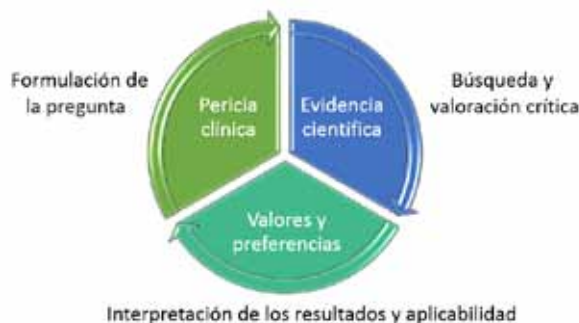 Formulación de
la pregunta
Pericia
clínica
Evidencia
científica
Búsqueda y
valoración crítica
Valores y
preferencias
Interpretación de los resultados y aplicabilidad